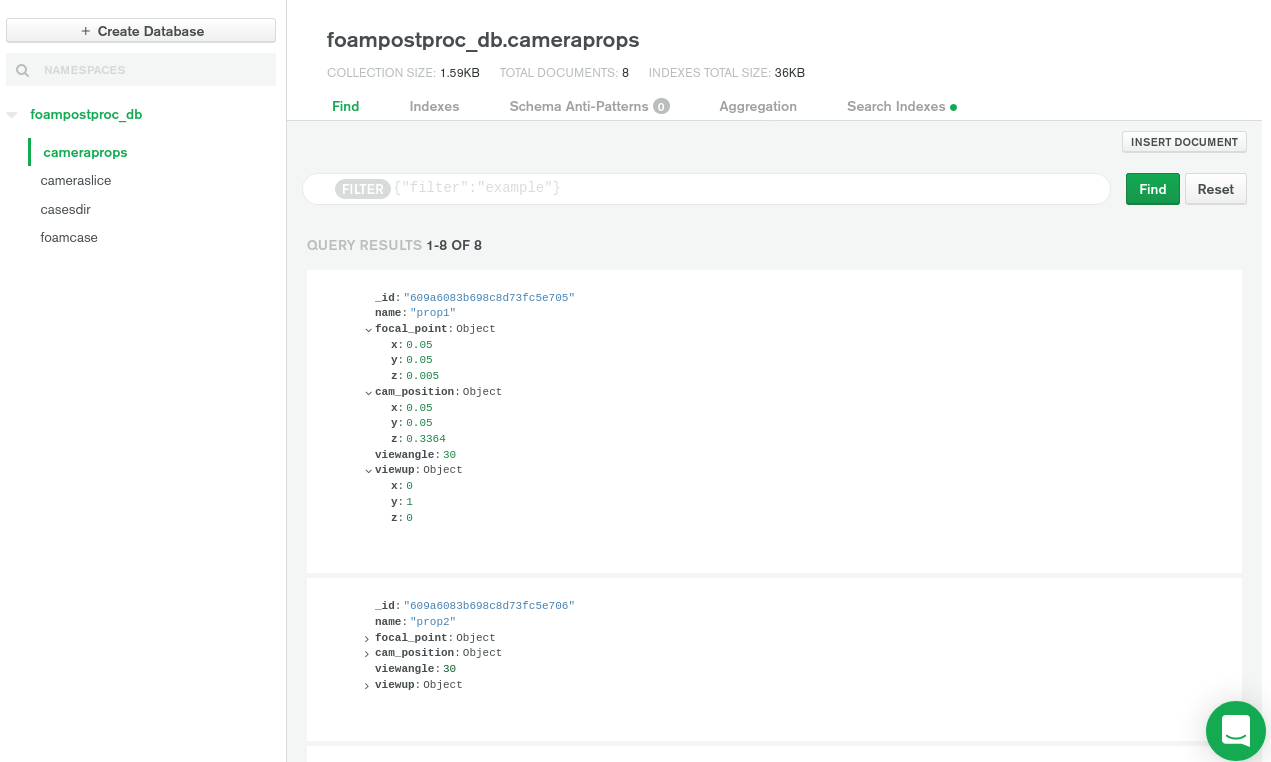 + Create Database
NAMESPACES
foampostproc_db
cameraprops
cameraslice
casesdir
foamcase
foampostproc_db.cameraprops
COLLECTION SIZE: 1.59KB TOTAL DOCUMENTS: 8 INDEXES TOTAL SIZE: 36KB
Find Indexes Schema Anti-Patterns 0 Aggregation Search Indexes
INSERT DOCUMENT
FILTER {"filter":"example"} Find Reset
QUERY RESULTS 1-8 OF 8
_id: "609a6083b698c8d73fc5e705"
name: "prop1"
focal_point: Object
x: 0.05
y: 0.05
z: 0.005
cam_position: Object
x: 0.05
y: 0.05
z: 0.3364
viewangle: 30
viewup: Object
x: 0
y: 1
z: 0
_id: "609a6083b698c8d73fc5e706"
name: "prop2"
focal_point: Object
cam_position: Object
viewangle: 30
viewup: Object